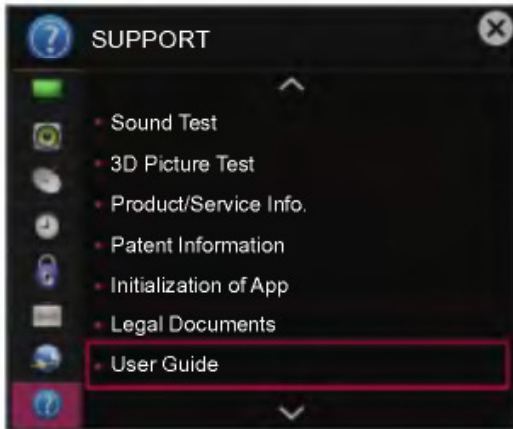 SUPPORT
Sound Test
3D Picture Test
Product/Service Info.
Patent Information
Initialization of App
Legal Documents
User Guide